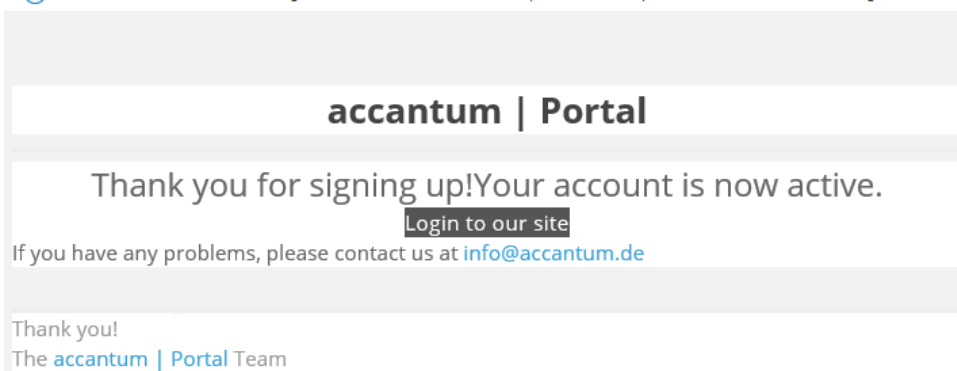 accantum | Portal
Thank you for signing up!Your account is now active.
Login to our site
If you have any problems, please contact us at info@accantum.de
Thank you!
The accantum | Portal Team